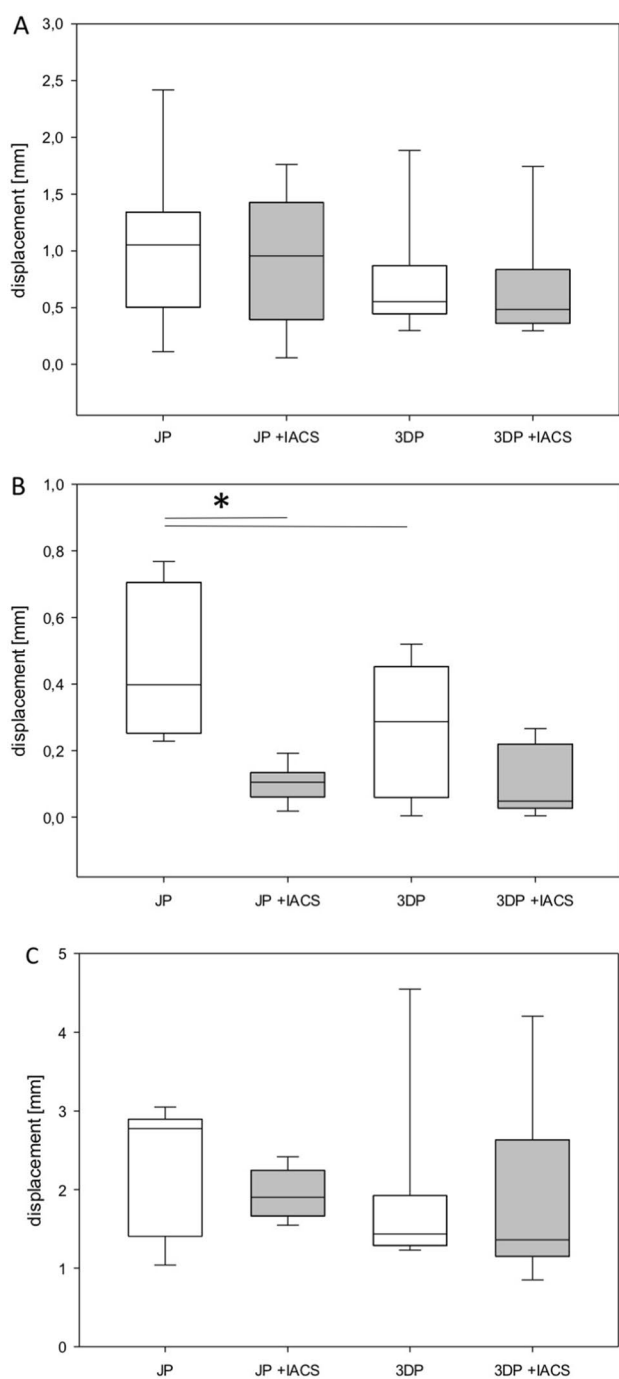 A
displacement [mm]
3,0
2,5
2,0
1,5
1,0
0,5
0,0
JP
JP +IACS
3DP
3DP +IACS
B
displacement [mm]
1,0
0,8
0,6
0,4
0,2
0,0
*
JP
JP +IACS
3DP
3DP +IACS
C
displacement [mm]
5
4
3
2
1
0
JP
JP +IACS
3DP
3DP +IACS